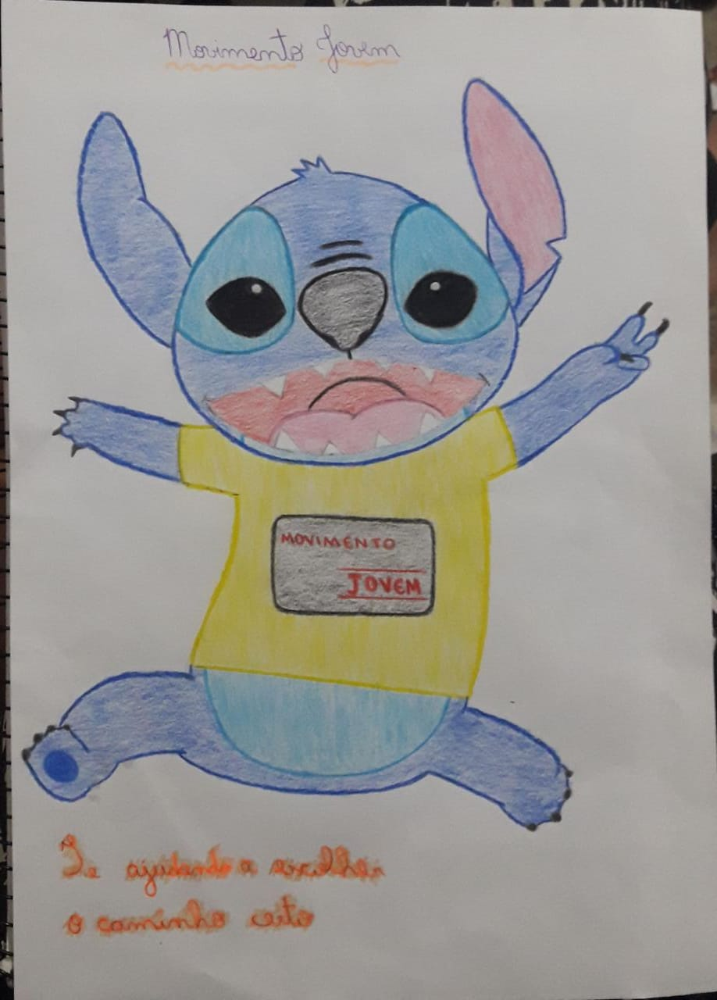 Movimento Jovem
MOVIMENTO
JOVEM
Te ajudando a escolher
o caminho certo